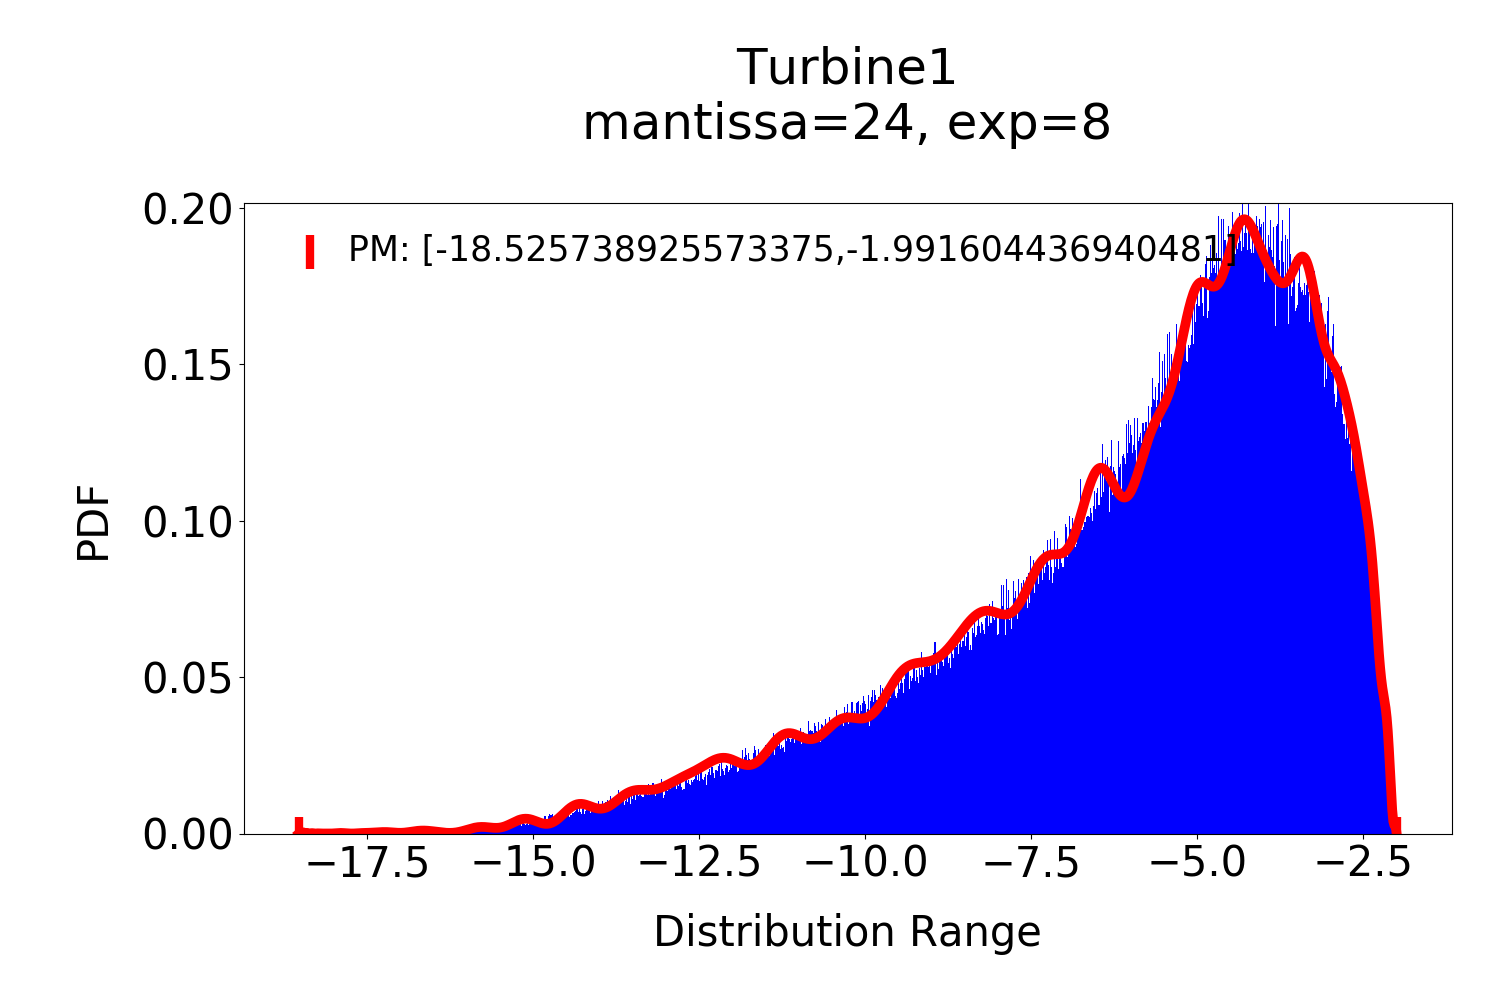 Turbine1
mantissa=24, exp=8
0.20
0.15
0.10
0.05
0.00
PDF
PM: [-18.525738925573375,-1.991604436940481]
−17.5 −15.0 −12.5 −10.0 −7.5 −5.0 −2.5
Distribution Range